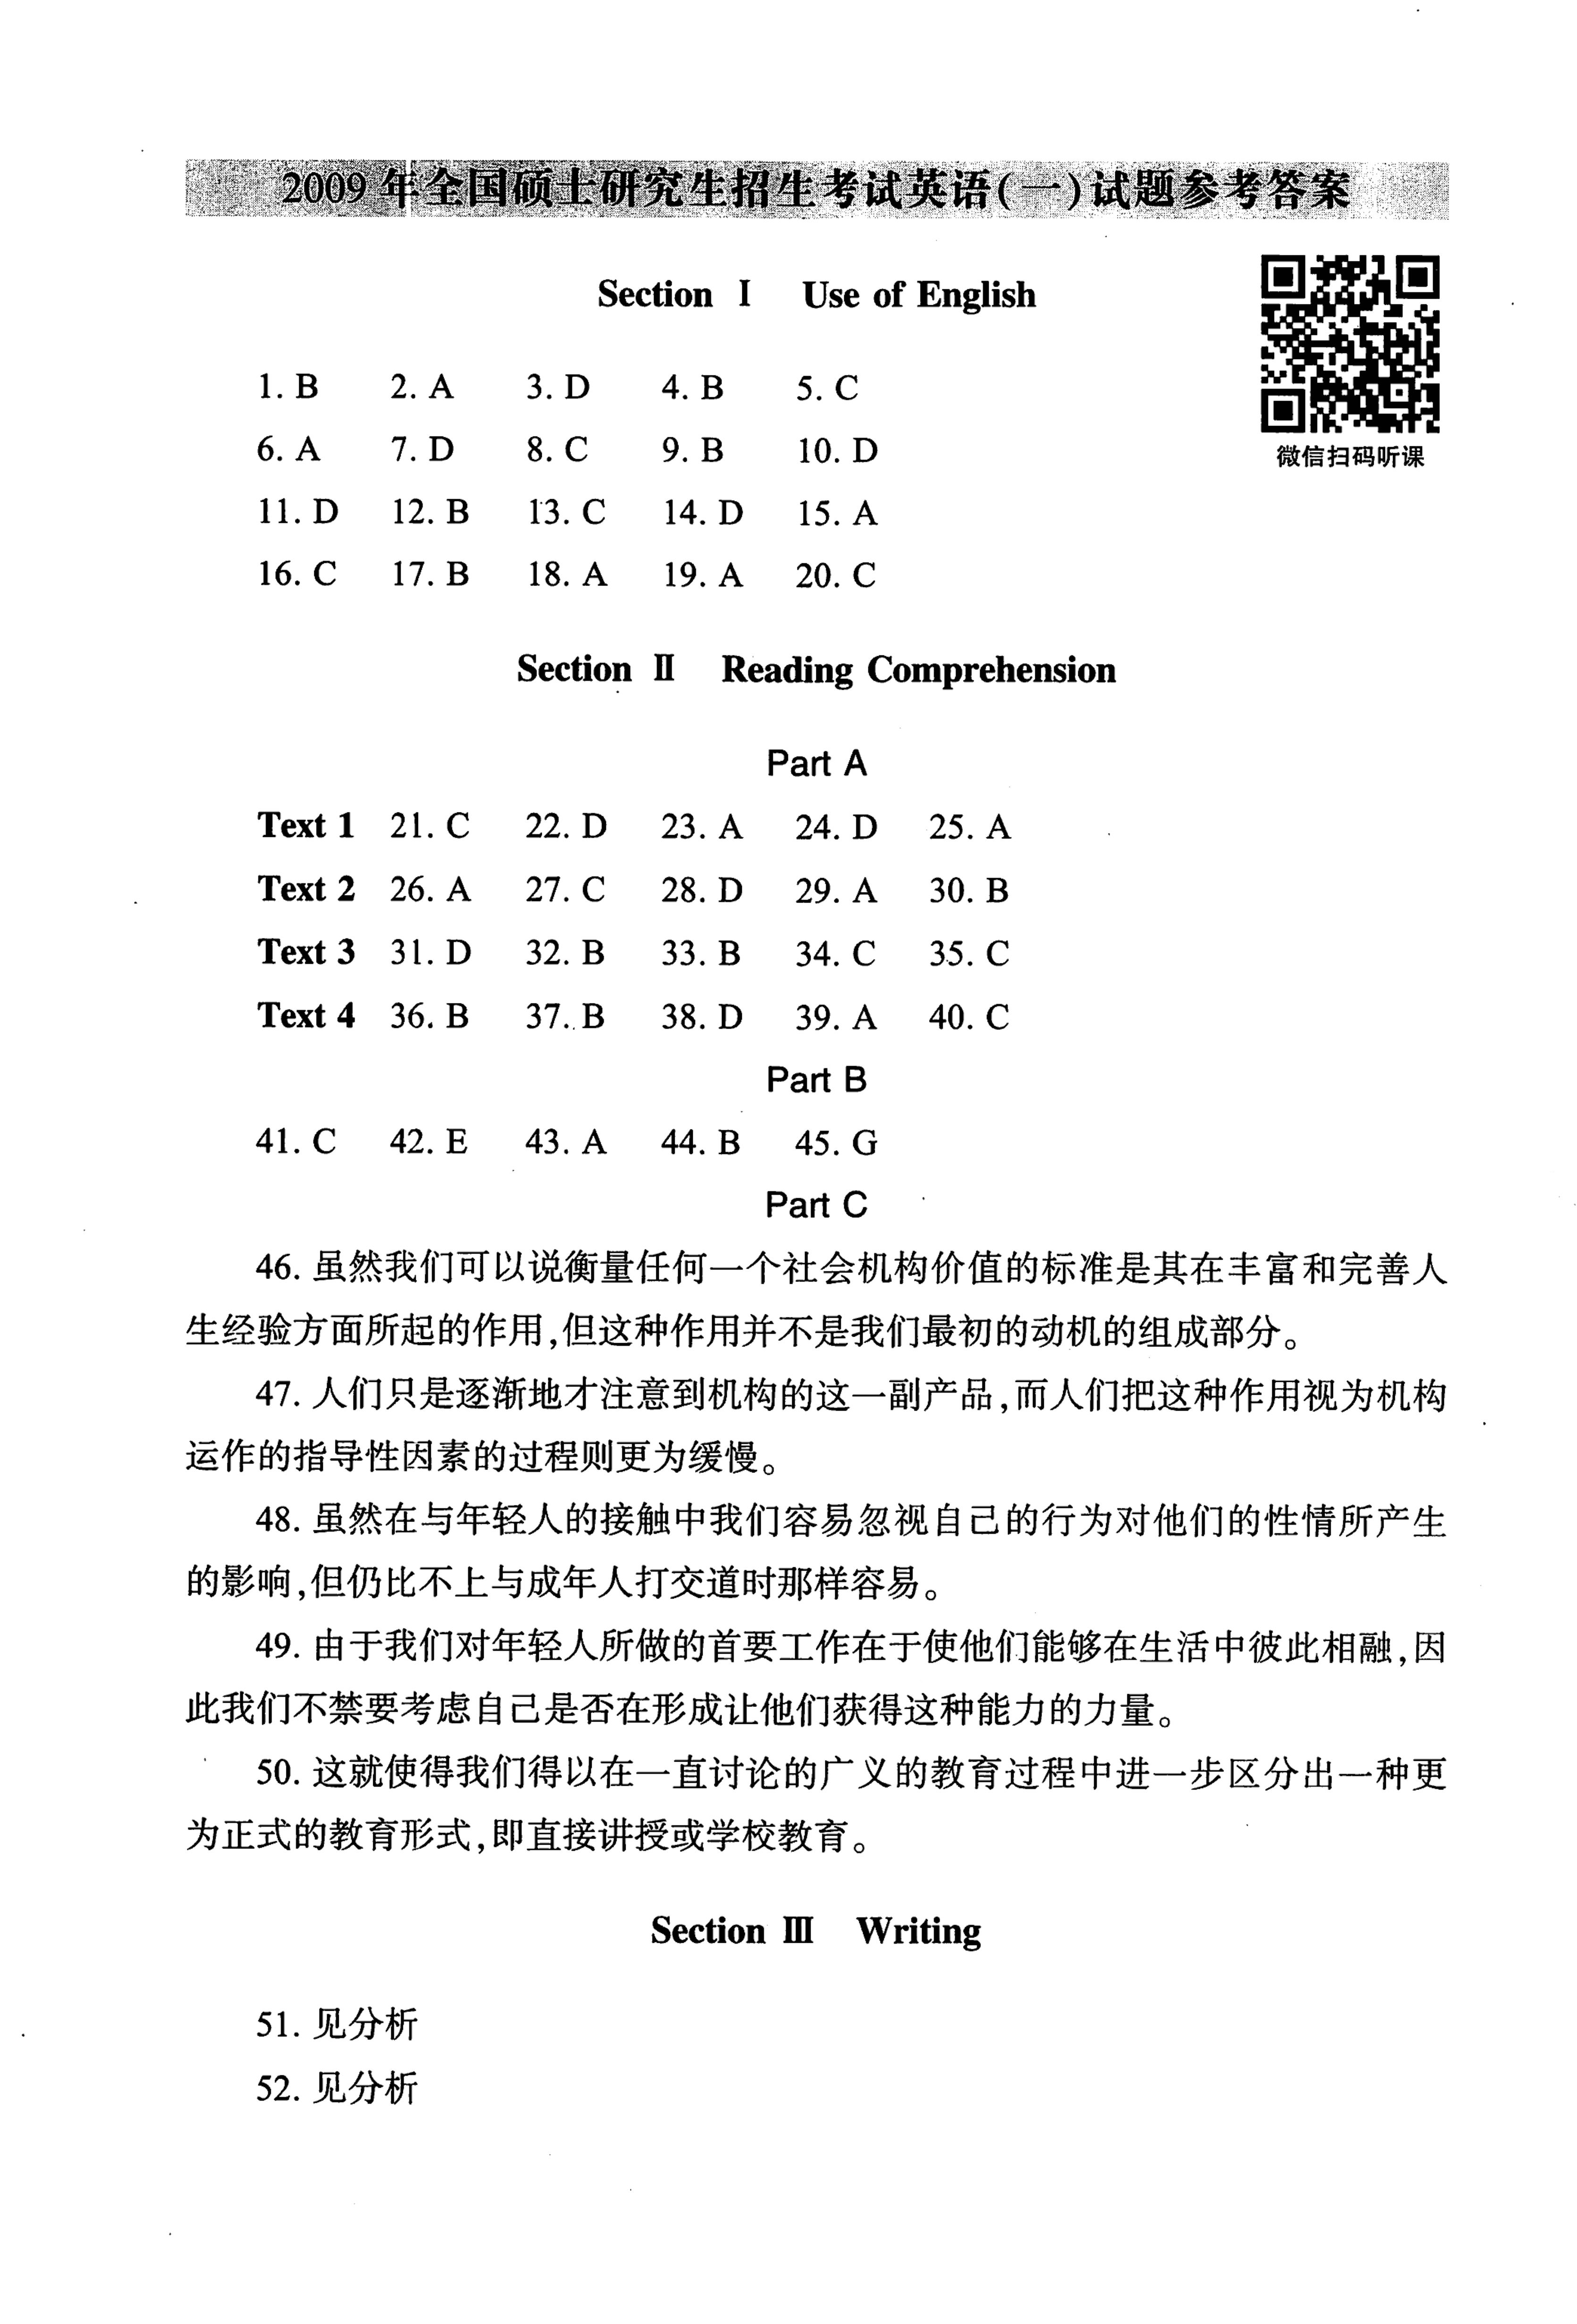 2009年全国硕士研究生招生考试英语(一)试题参考答案
Section Ⅰ Use of English
微信扫码听课
1. B 2. A 3. D 4. B 5. C
6. A 7. D 8. C 9. B 10. D
11. D 12. B 13. C 14. D 15. A
16. C 17. B 18. A 19. A 20. C
Section Ⅱ Reading Comprehension
Part A
Text 1 21. C 22. D 23. A 24. D 25. A
Text 2 26. A 27. C 28. D 29. A 30. B
Text 3 31. D 32. B 33. B 34. C 35. C
Text 4 36. B 37. B 38. D 39. A 40. C
Part B
41. C 42. E 43. A 44. B 45. G
Part C
46. 虽然我们可以说衡量任何一个社会机构价值的标准是其在丰富和完善人
生经验方面所起的作用,但这种作用并不是我们最初的动机的组成部分。
47. 人们只是逐渐地才注意到机构的这一副产品,而人们把这种作用视为机构
运作的指导性因素的过程则更为缓慢。
48. 虽然在与年轻人的接触中我们容易忽视自己的行为对他们的性情所产生
的影响,但仍比不上与成年人打交道时那样容易。
49. 由于我们对年轻人所做的首要工作在于使他们能够在生活中彼此相融,因
此我们不禁要考虑自己是否在形成让他们获得这种能力的力量。
50. 这就使得我们得以在一直讨论的广义的教育过程中进一步区分出一种更
为正式的教育形式,即直接讲授或学校教育。
Section Ⅲ Writing
51. 见分析
52. 见分析